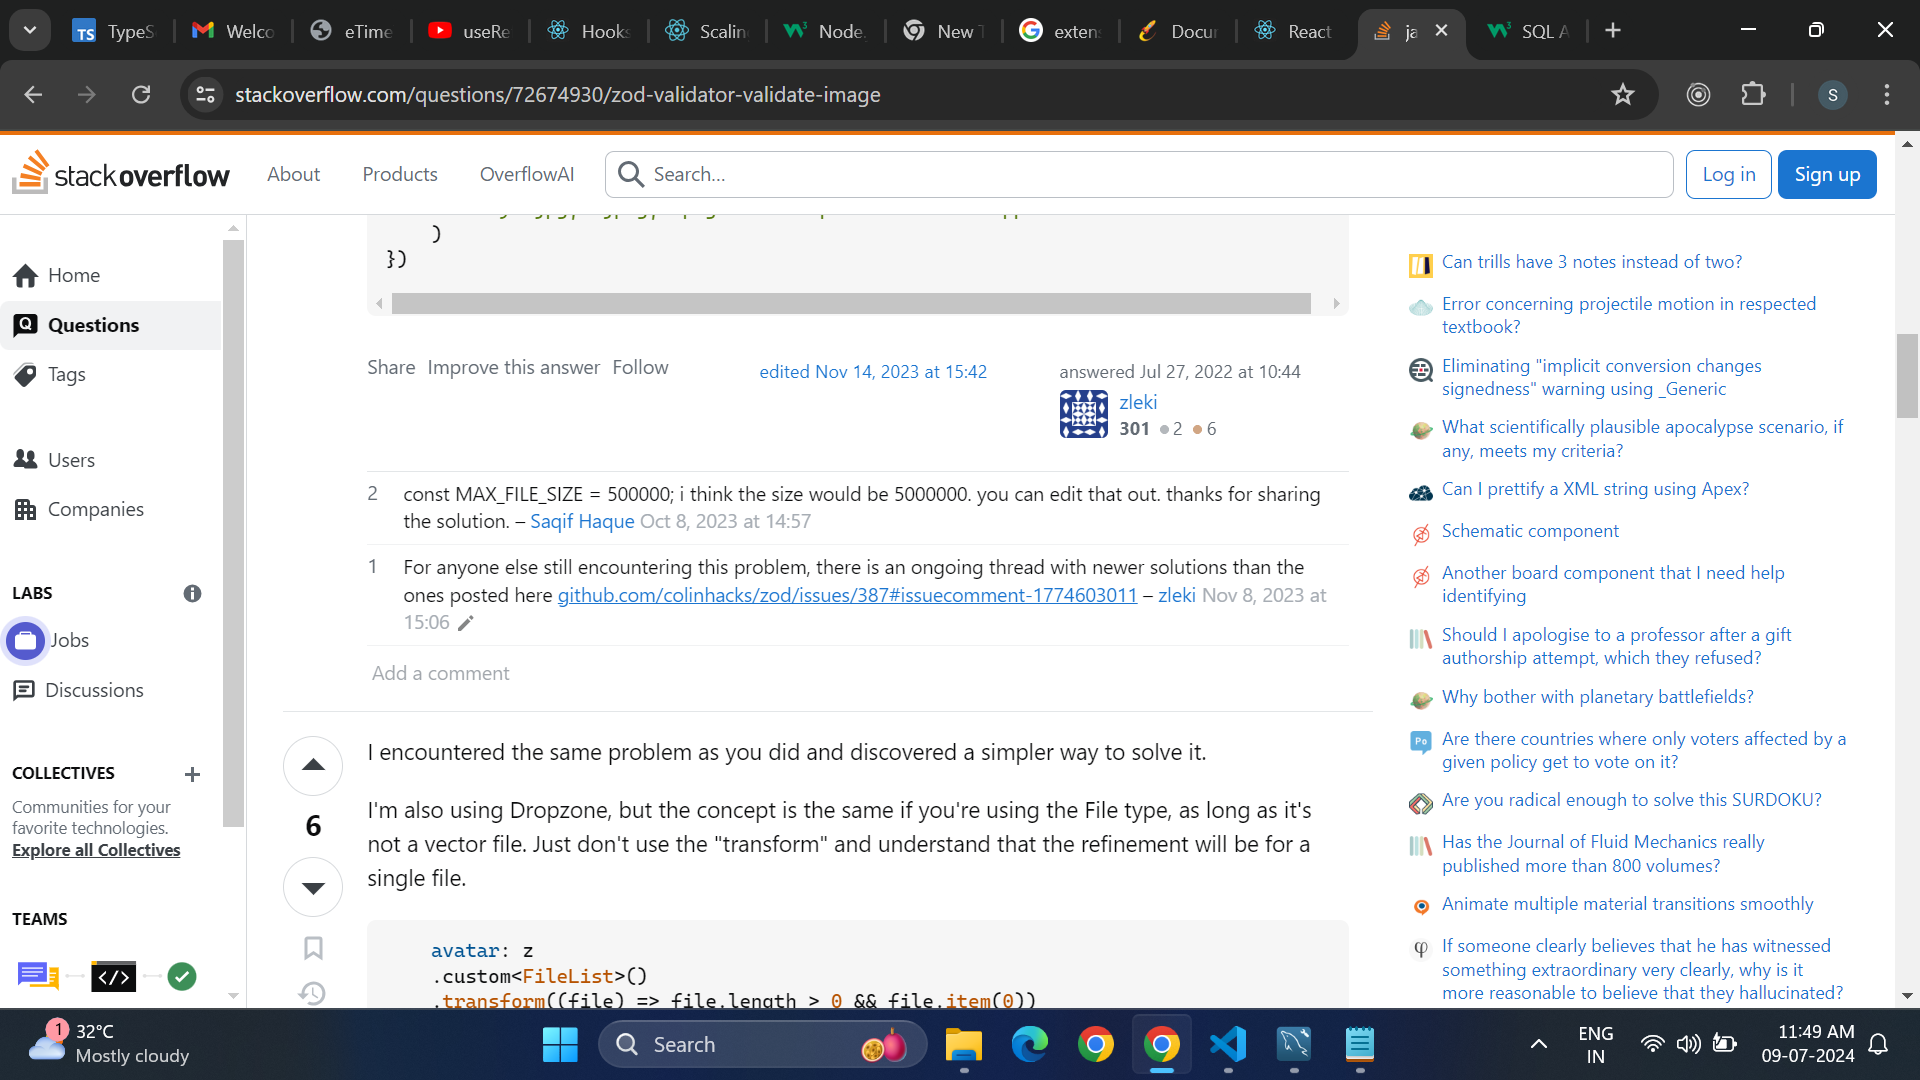 TypeS
Welco
eTime
useRe
Hooks
Scalin
Node.
New T
exten
Docur
React
ja
SQL A
stackoverflow.com/questions/72674930/zod-validator-validate-image
S
stackoverflow
About
Products
OverflowAI
Search...
Log in
Sign up
Home
Questions
Tags
Users
Companies
LABS
Jobs
Discussions
COLLECTIVES
Communities for your
favorite technologies.
Explore all Collectives
TEAMS
)
})
Share Improve this answer Follow
edited Nov 14, 2023 at 15:42
answered Jul 27, 2022 at 10:44
zleki
301 2 6
2 const MAX_FILE_SIZE = 500000; i think the size would be 5000000. you can edit that out. thanks for sharing
the solution. – Saqif Haque Oct 8, 2023 at 14:57
1 For anyone else still encountering this problem, there is an ongoing thread with newer solutions than the
ones posted here github.com/colinhacks/zod/issues/387#issuecomment-1774603011 – zleki Nov 8, 2023 at
15:06
Add a comment
6
I encountered the same problem as you did and discovered a simpler way to solve it.
I'm also using Dropzone, but the concept is the same if you're using the File type, as long as it's
not a vector file. Just don't use the "transform" and understand that the refinement will be for a
single file.
avatar: z
.custom<FileList>()
.transform((file) => file.length > 0 && file.item(0))
Can trills have 3 notes instead of two?
Error concerning projectile motion in respected
textbook?
Eliminating "implicit conversion changes
signedness" warning using _Generic
What scientifically plausible apocalypse scenario, if
any, meets my criteria?
Can I prettify a XML string using Apex?
Schematic component
Another board component that I need help
identifying
Should I apologise to a professor after a gift
authorship attempt, which they refused?
Why bother with planetary battlefields?
Are there countries where only voters affected by a
given policy get to vote on it?
Are you radical enough to solve this SURDOKU?
Has the Journal of Fluid Mechanics really
published more than 800 volumes?
Animate multiple material transitions smoothly
If someone clearly believes that he has witnessed
something extraordinary very clearly, why is it
more reasonable to believe that they hallucinated?
1
32°C
Mostly cloudy
Search
ENG
IN
11:49 AM
09-07-2024